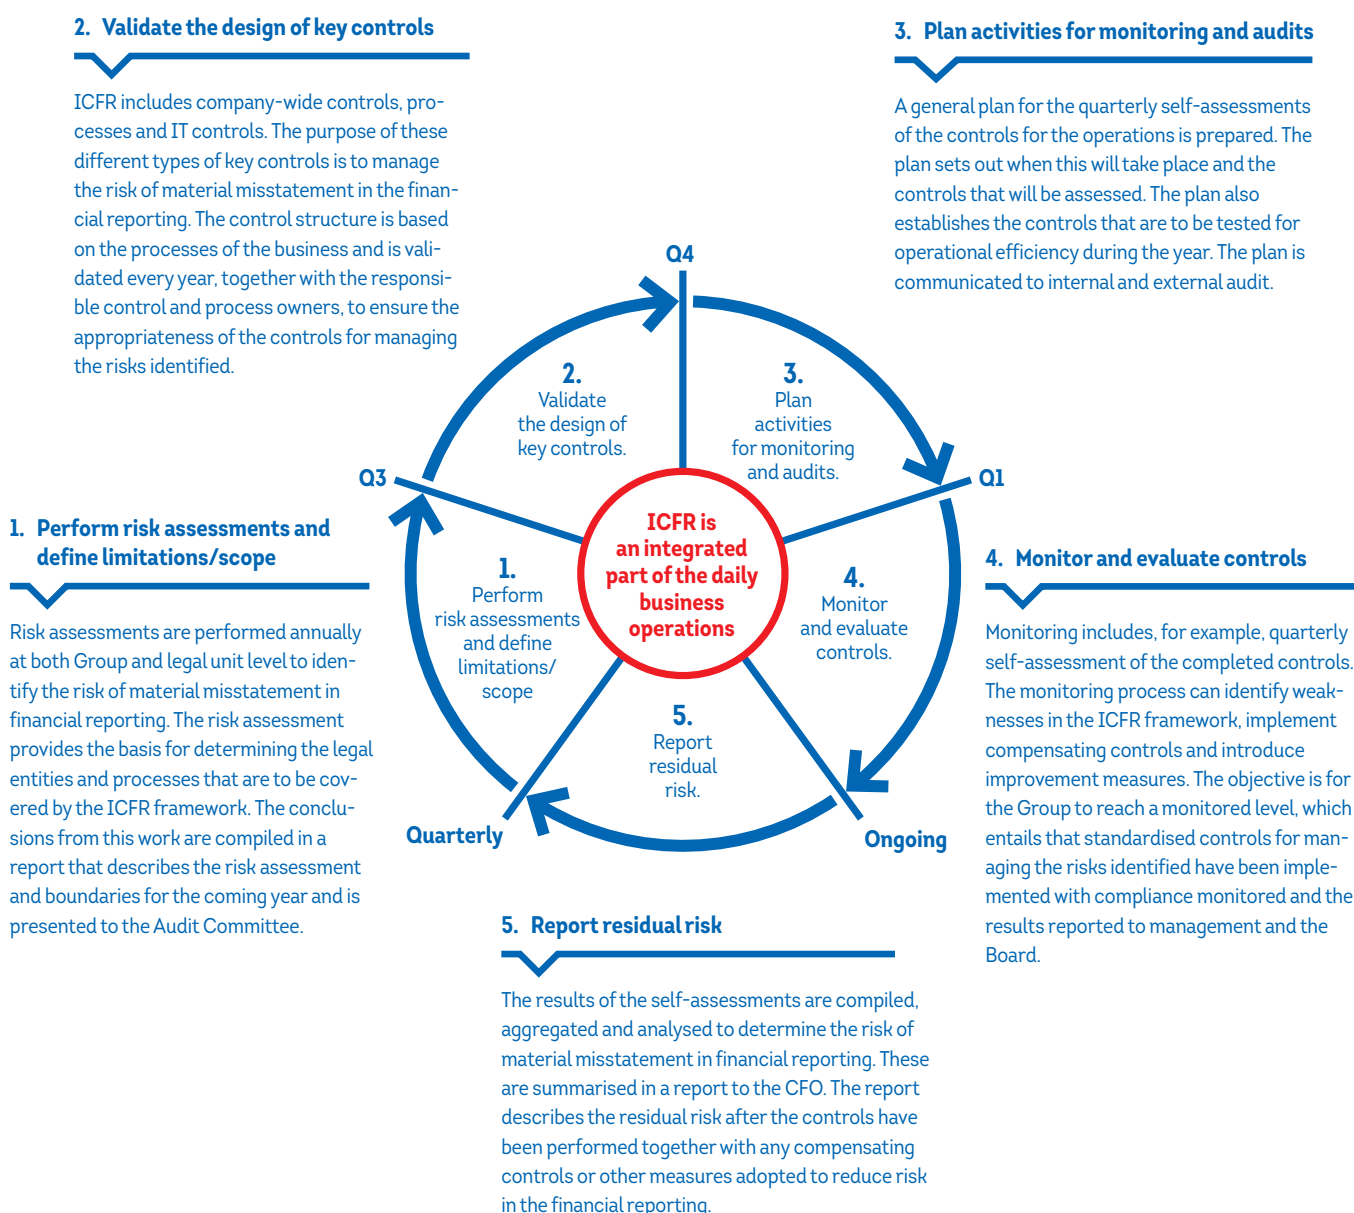 2. Validate the design of key controls
ICFR includes company-wide controls, pro-
cesses and IT controls. The purpose of these
different types of key controls is to manage
the risk of material misstatement in the finan-
cial reporting. The control structure is based
on the processes of the business and is vali-
dated every year, together with the responsi-
ble control and process owners, to ensure the
appropriateness of the controls for managing
the risks identified.
3. Plan activities for monitoring and audits
A general plan for the quarterly self-assessments
of the controls for the operations is prepared. The
plan sets out when this will take place and the
controls that will be assessed. The plan also
establishes the controls that are to be tested for
operational efficiency during the year. The plan is
communicated to internal and external audit.
Q4
2.
Validate
the design of
key controls.
3.
Plan
activities
for monitoring
and audits.
Q3
Q1
ICFR is
an integrated
part of the daily
business
operations
1.
Perform
risk assessments
and define
limitations/
scope
4.
Monitor
and evaluate
controls.
5.
Report
residual
risk.
Quarterly
Ongoing
1. Perform risk assessments and
define limitations/scope
Risk assessments are performed annually
at both Group and legal unit level to iden-
tify the risk of material misstatement in
financial reporting. The risk assessment
provides the basis for determining the legal
entities and processes that are to be cov-
ered by the ICFR framework. The conclu-
sions from this work are compiled in a
report that describes the risk assessment
and boundaries for the coming year and is
presented to the Audit Committee.
4. Monitor and evaluate controls
Monitoring includes, for example, quarterly
self-assessment of the completed controls.
The monitoring process can identify weak-
nesses in the ICFR framework, implement
compensating controls and introduce
improvement measures. The objective is for
the Group to reach a monitored level, which
entails that standardised controls for man-
aging the risks identified have been imple-
mented with compliance monitored and the
results reported to management and the
Board.
5. Report residual risk
The results of the self-assessments are compiled,
aggregated and analysed to determine the risk of
material misstatement in financial reporting. These
are summarised in a report to the CFO. The report
describes the residual risk after the controls have
been performed together with any compensating
controls or other measures adopted to reduce risk
in the financial reporting.